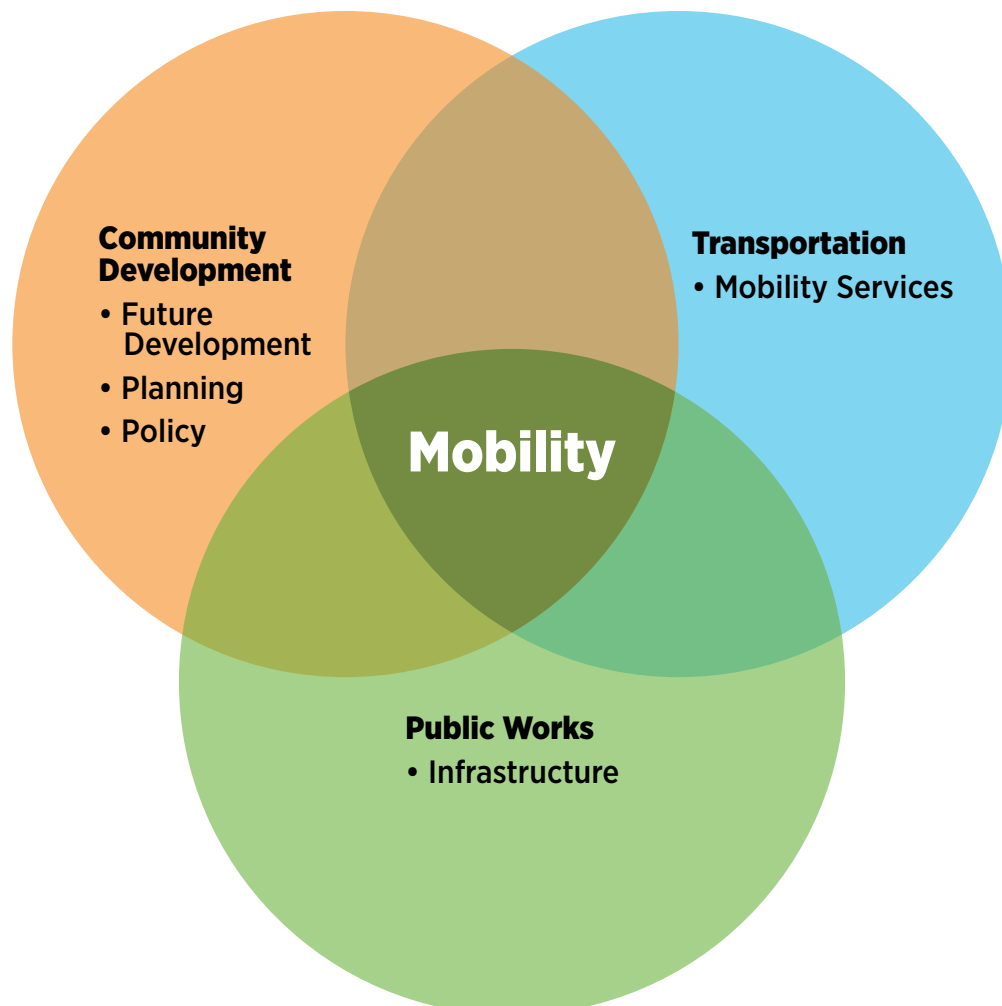 Community
Development
• Future
Development
• Planning
• Policy
Transportation
• Mobility Services
Mobility
Public Works
• Infrastructure